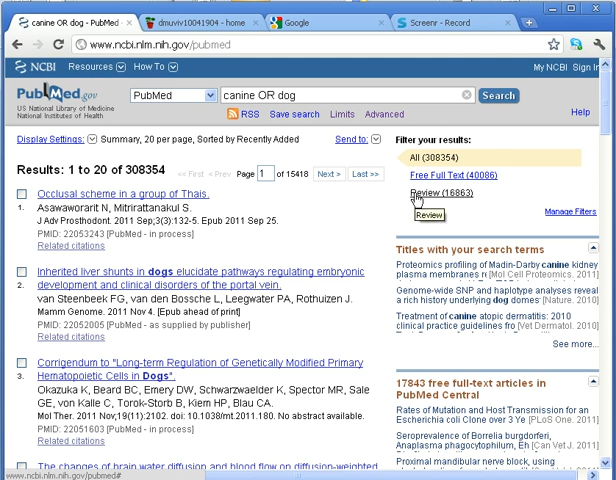 canine OR dog - PubMed -
dmuviv10041904 - home
Google
Screenr - Record
www.ncbi.nlm.nih.gov/pubmed
NCBI Resources How To My NCBI Sign In
PubMed.gov
US National Library of Medicine
National Institutes of Health
PubMed canine OR dog Search
RSS Save search Limits Advanced Help
Display Settings: Summary, 20 per page, Sorted by Recently Added Send to:
Results: 1 to 20 of 308354
<< First < Prev Page 1 of 15418 Next > Last >>
1. Occlusal scheme in a group of Thais.
Asawaworarit N, Mitrirattanakul S.
J Adv Prosthodont. 2011 Sep;3(3):132-5. Epub 2011 Sep 25.
PMID: 22053243 [PubMed - in process]
Related citations
2. Inherited liver shunts in dogs elucidate pathways regulating embryonic
development and clinical disorders of the portal vein.
van Steenbeek FG, van den Bossche L, Leegwater PA, Rothuizen J.
Mamm Genome. 2011 Nov 4. [Epub ahead of print]
PMID: 22052005 [PubMed - as supplied by publisher]
Related citations
3. Corrigendum to "Long-term Regulation of Genetically Modified Primary
Hematopoietic Cells in Dogs".
Okazuka K, Beard BC, Emery DW, Schwarzwaelder K, Spector MR, Sale
GE, von Kalle C, Torok-Storb B, Kiem HP, Blau CA.
Mol Ther. 2011 Nov;19(11):2102. doi: 10.1038/mt.2011.180. No abstract available.
PMID: 22051603 [PubMed - in process]
Related citations
The changes of brain water diffusion and blood flow on diffusion-weighted
Filter your results:
All (308354)
Free Full Text (40086)
Review (16863)
Review
Manage Filters
Titles with your search terms
Proteomics profiling of Madin-Darby canine kidney
plasma membranes r [Mol Cell Proteomics. 2011]
Genome-wide SNP and haplotype analyses reveal
a rich history underlying dog domes [Nature. 2010]
Treatment of canine atopic dermatitis: 2010
clinical practice guidelines fro [Vet Dermatol. 2010]
See more...
17843 free full-text articles in
PubMed Central
Rates of Mutation and Host Transmission for an
Escherichia coli Clone over 3 Ye [PLoS One. 2011]
Seroprevalence of Borrelia burgdorferi,
Anaplasma phagocytophilum, Eh [Can Vet J. 2011]
Proximal mandibular nerve block, using
www.ncbi.nlm.nih.gov/pubmed#